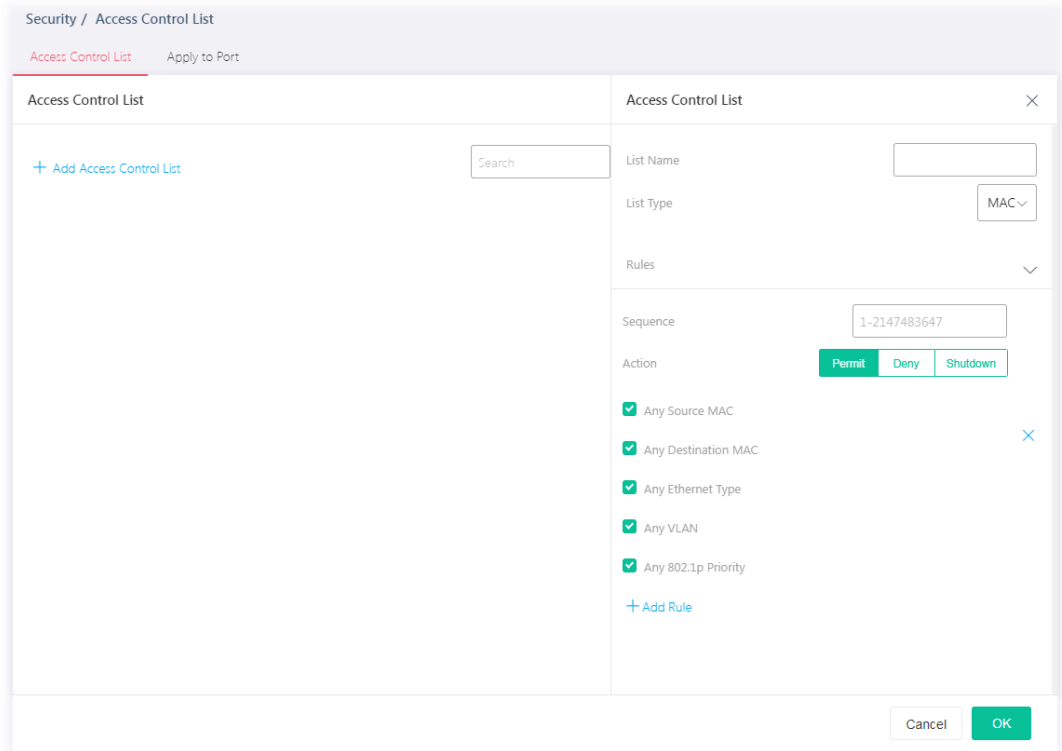 Security / Access Control List
Access Control List Apply to Port
Access Control List
+ Add Access Control List Search
Access Control List
List Name
List Type MAC
Rules
Sequence 1-2147483647
Action Permit Deny Shutdown
Any Source MAC
Any Destination MAC
Any Ethernet Type
Any VLAN
Any 802.1p Priority
+ Add Rule
Cancel OK